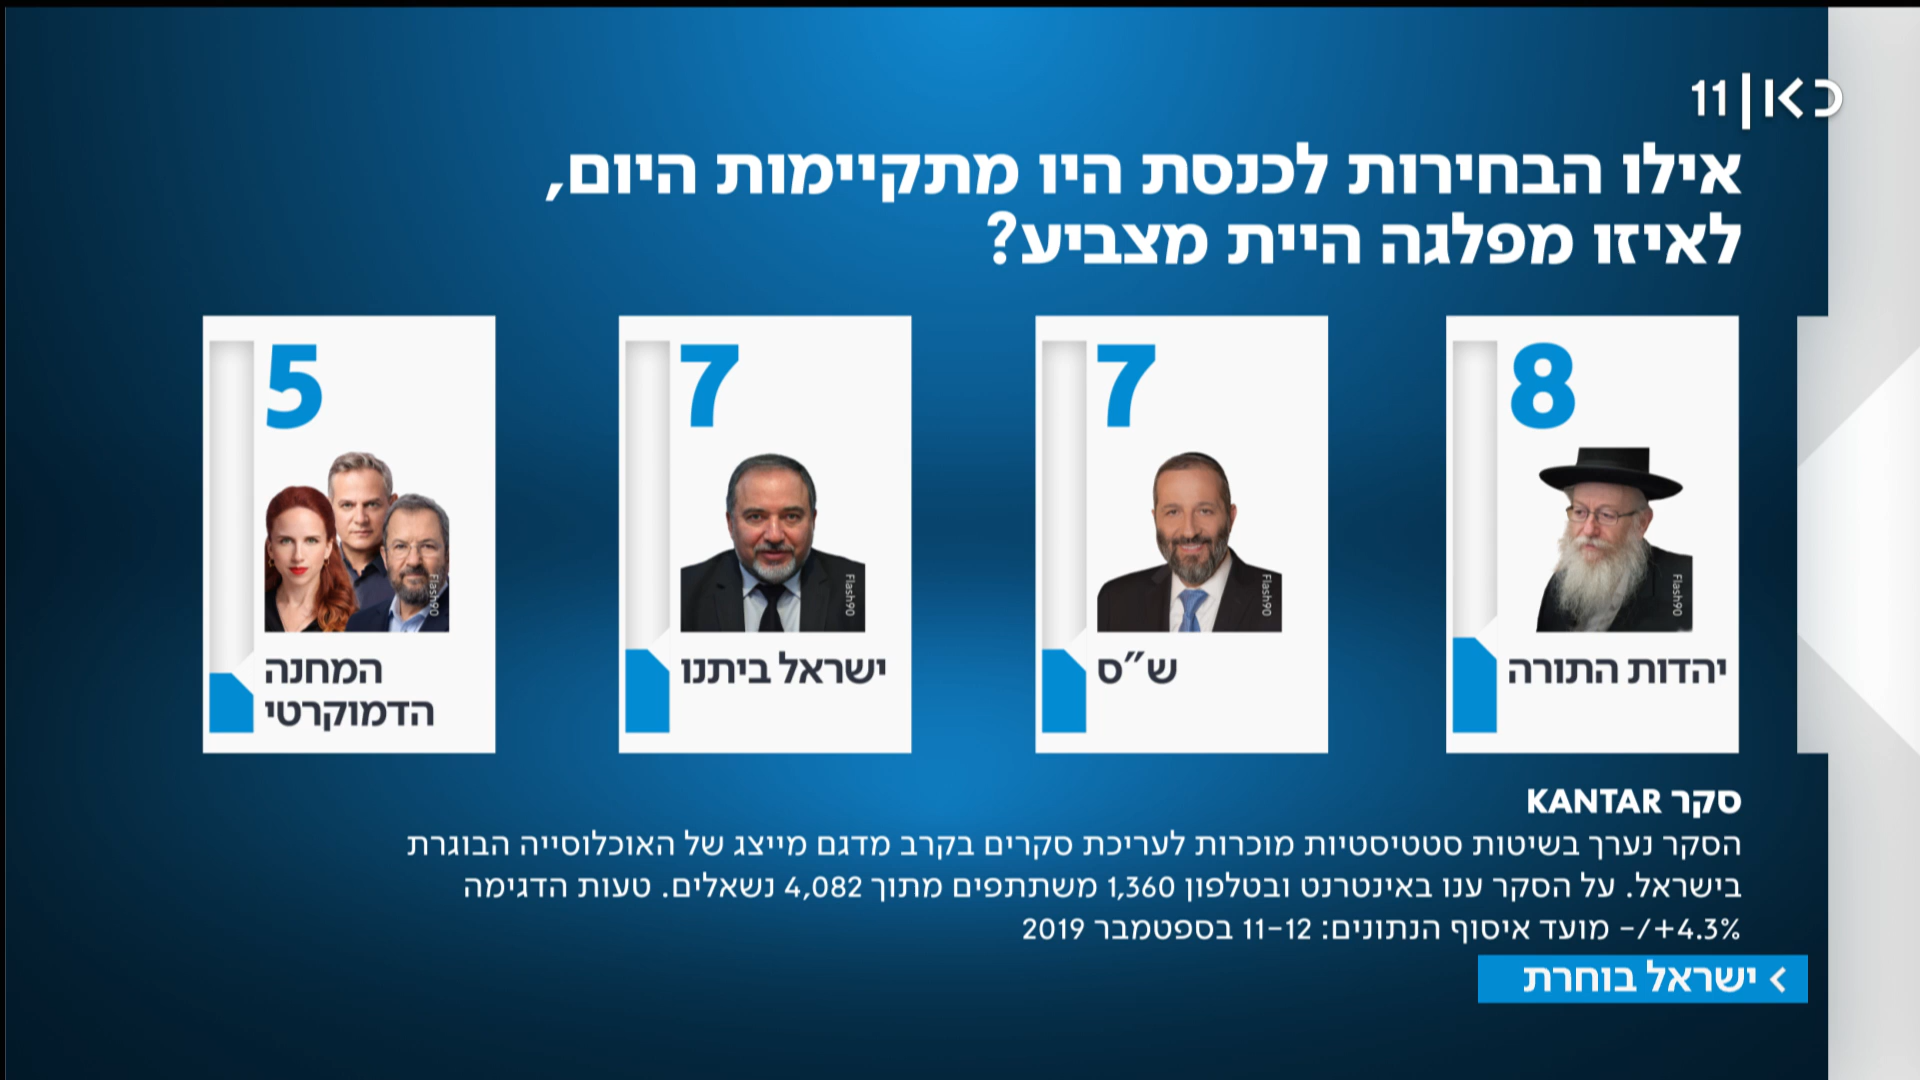 כאן | 11
אילו הבחירות לכנסת היו מתקיימות היום,
לאיזו מפלגה היית מצביע?
8
Flash90
יהדות התורה
7
Flash90
ש"ס
7
Flash90
ישראל ביתנו
5
Flash90
המחנה
הדמוקרטי
סקר KANTAR
הסקר נערך בשיטות סטטיסטיות מוכרות לעריכת סקרים בקרב מדגם מייצג של האוכלוסייה הבוגרת
בישראל. על הסקר ענו באינטרנט ובטלפון 1,360 משתתפים מתוך 4,082 נשאלים. טעות הדגימה
4.3%+/- מועד איסוף הנתונים: 11-12 בספטמבר 2019
> ישראל בוחרת